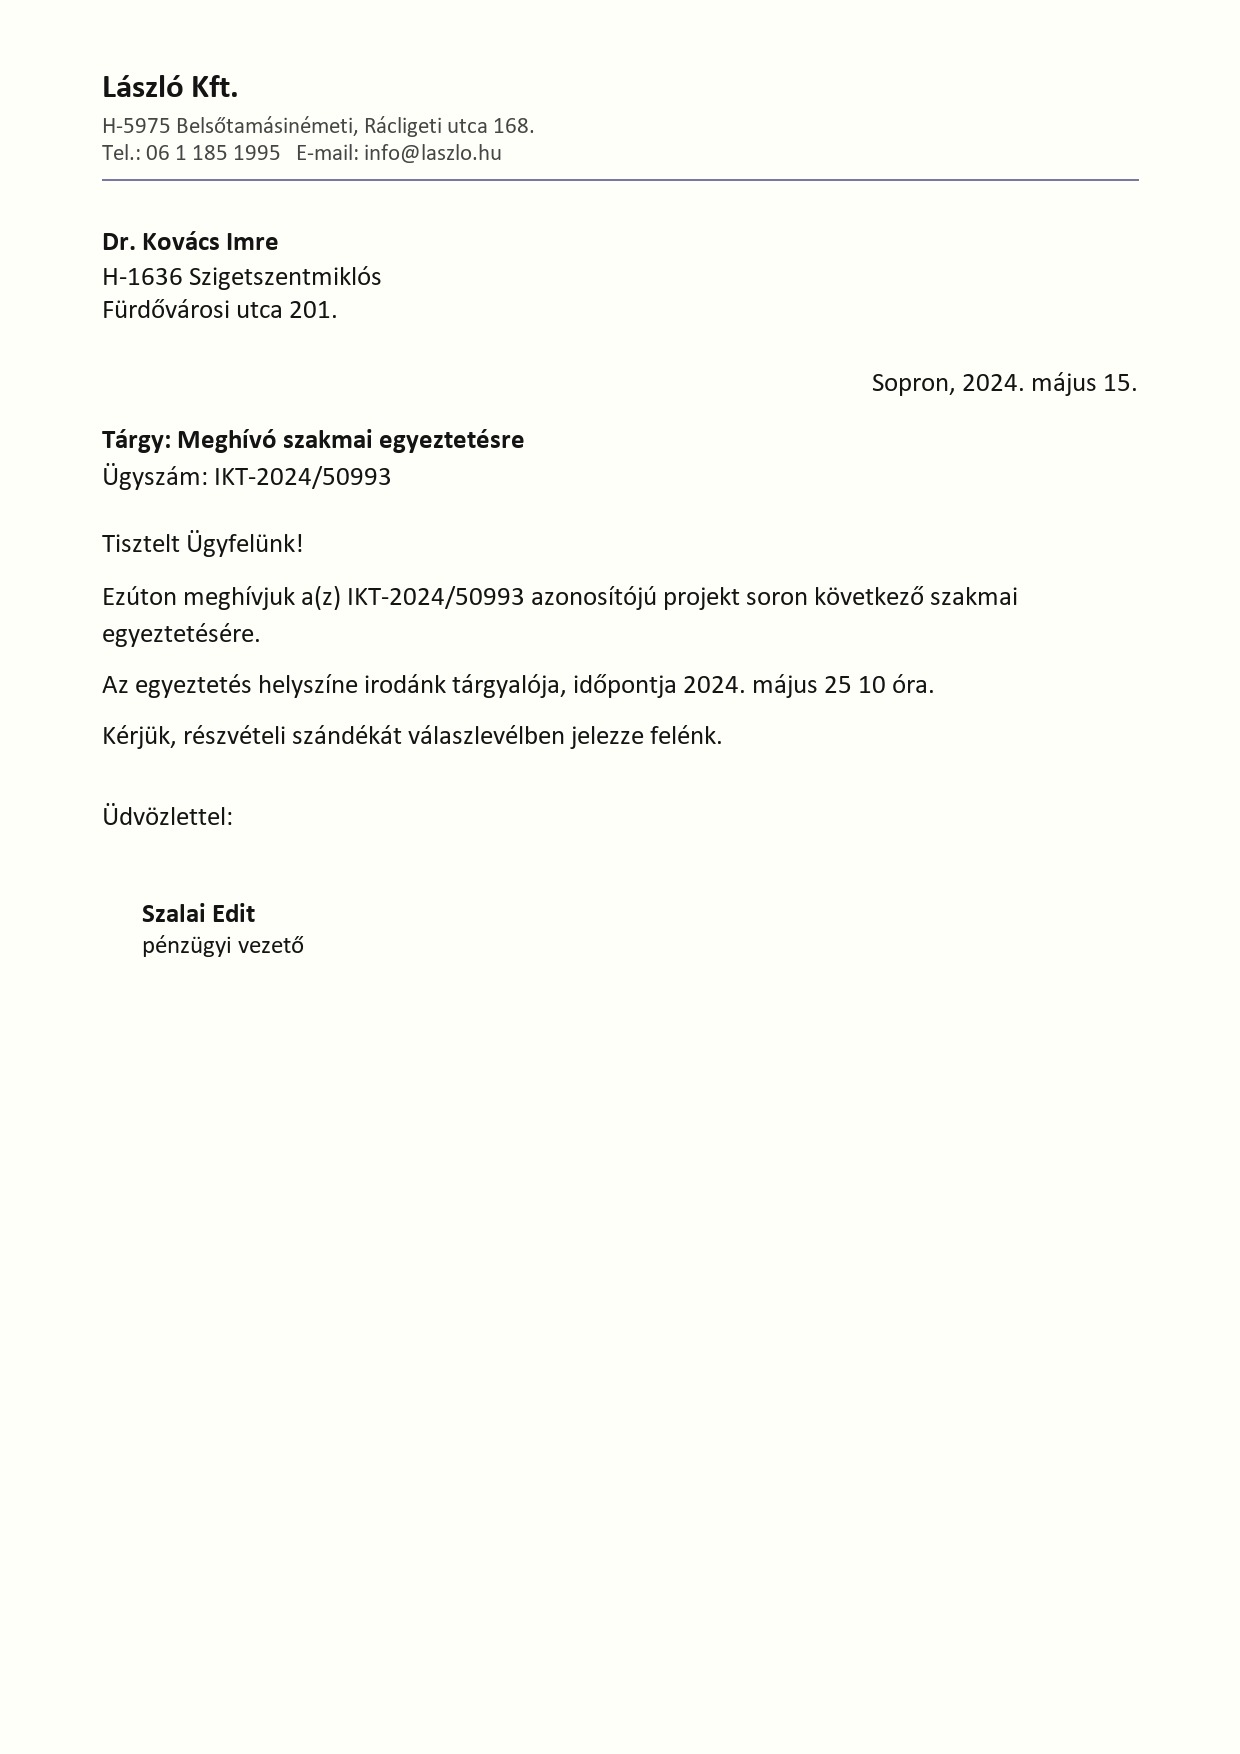 László Kft.
H-5975 Belsőtamásinémeti, Rácligeti utca 168.
Tel.: 06 1 185 1995 E-mail: info@laszlo.hu
Dr. Kovács Imre
H-1636 Szigetszentmiklós
Fürdővárosi utca 201.
Sopron, 2024. május 15.
Tárgy: Meghívó szakmai egyeztetésre
Ügyszám: IKT-2024/50993
Tisztelt Ügyfelünk!
Ezúton meghívjuk a(z) IKT-2024/50993 azonosítójú projekt soron következő szakmai
egyeztetésére.
Az egyeztetés helyszíne irodánk tárgyalója, időpontja 2024. május 25 10 óra.
Kérjük, részvételi szándékát válaszlevélben jelezze felénk.
Üdvözlettel:
Szalai Edit
pénzügyi vezető